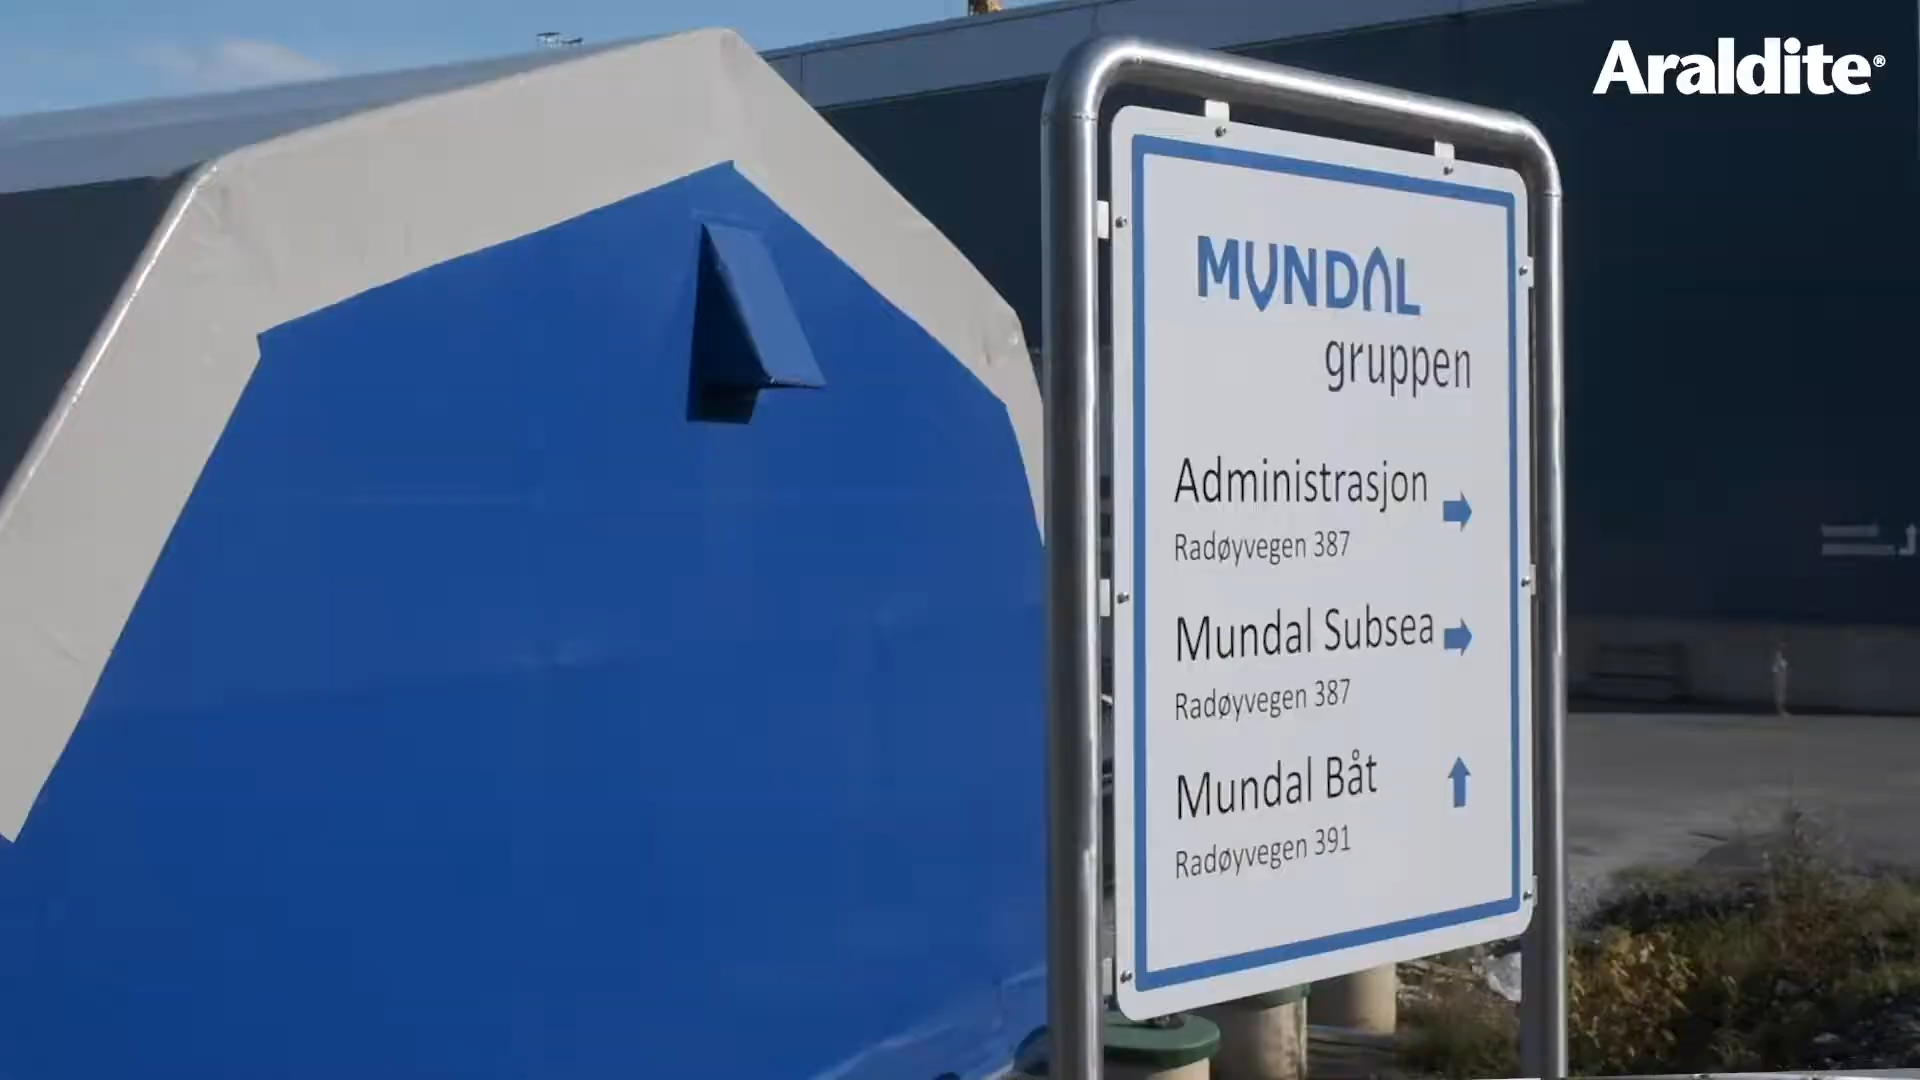 Araldite®
MUNDAL
gruppen
Administrasjon
Radøyvegen 387
Mundal Subsea
Radøyvegen 387
Mundal Båt
Radøyvegen 391